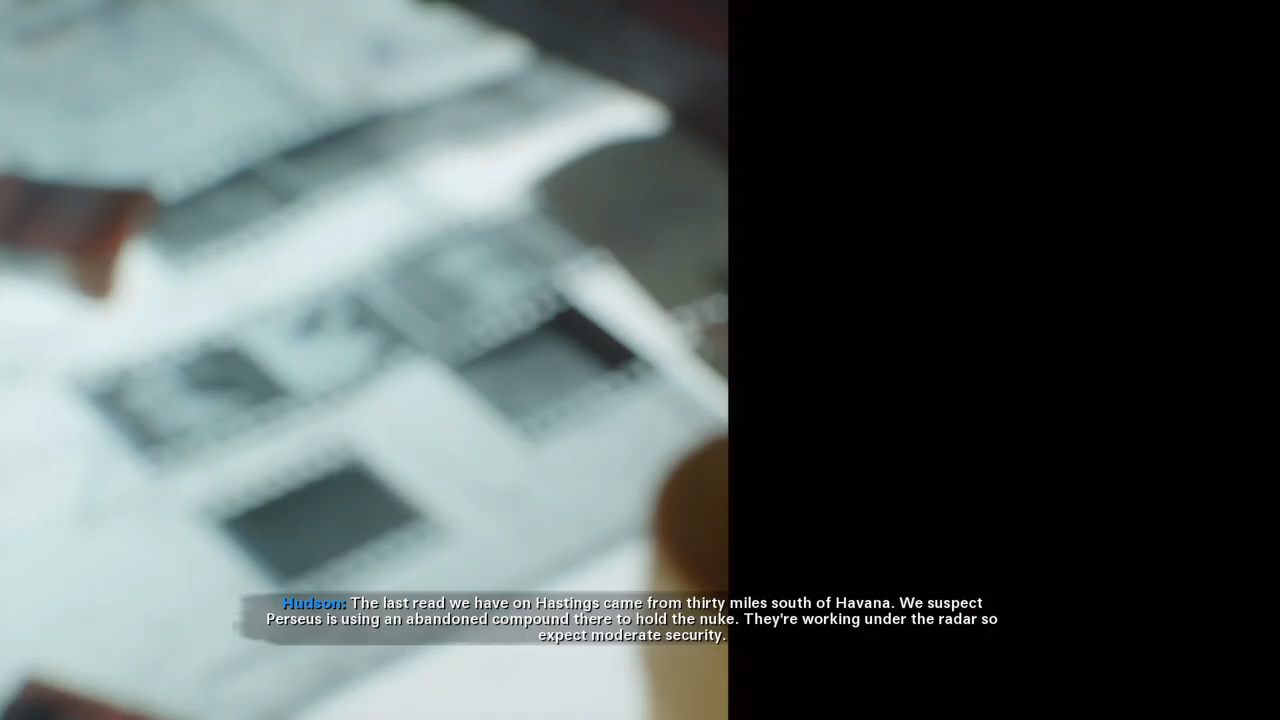 Hudson: The last read we have on Hastings came from thirty miles south of Havana. We suspect
Perseus is using an abandoned compound there to hold the nuke. They're working under the radar so
expect moderate security.